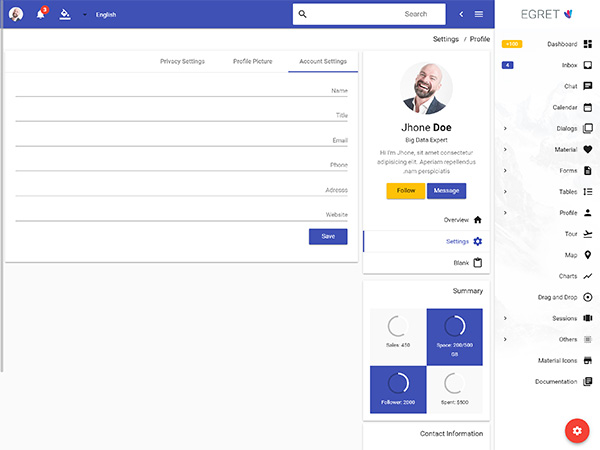 3
English
Search
EGRET
Settings / Profile
Privacy Settings
Profile Picture
Account Settings
Name
Title
Email
Phone
Adresss
Website
Save
Jhone Doe
Big Data Expert
Hi I'm Jhone, sit amet consectetur
adipisicing elit. Aperiam repellendus
.nam perspiciatis
Follow
Message
Overview
Settings
Blank
Summary
Sales: 430
Space: 200/300
GB
Follower: 2000
Spent: $500
Contact Information
+100
Dashboard
4
Inbox
Chat
Calendar
Dialogs
Material
Forms
Tables
Profile
Tour
Map
Charts
Drag and Drop
Sessions
Others
Material Icons
Documentation